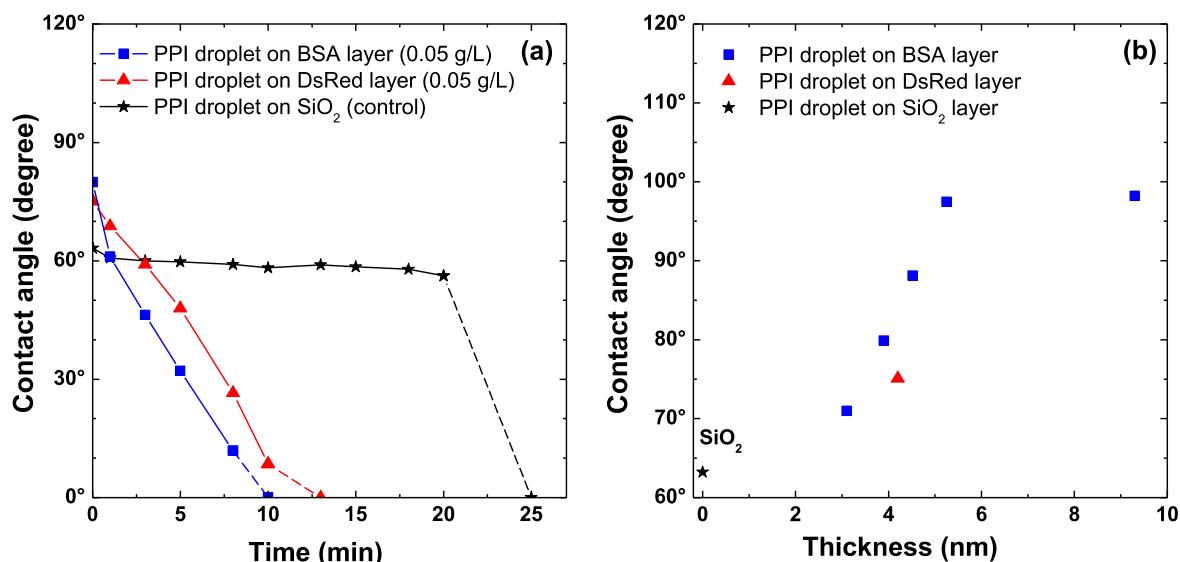 (a)
PPI droplet on BSA layer (0.05 g/L)
PPI droplet on DsRed layer (0.05 g/L)
PPI droplet on SiO₂ (control)
120°
90°
60°
30°
0°
Contact angle (degree)
0 5 10 15 20 25
Time (min)
(b)
PPI droplet on BSA layer
PPI droplet on DsRed layer
PPI droplet on SiO₂ layer
120°
110°
100°
90°
80°
70°
60°
Contact angle (degree)
SiO₂
0 2 4 6 8 10
Thickness (nm)